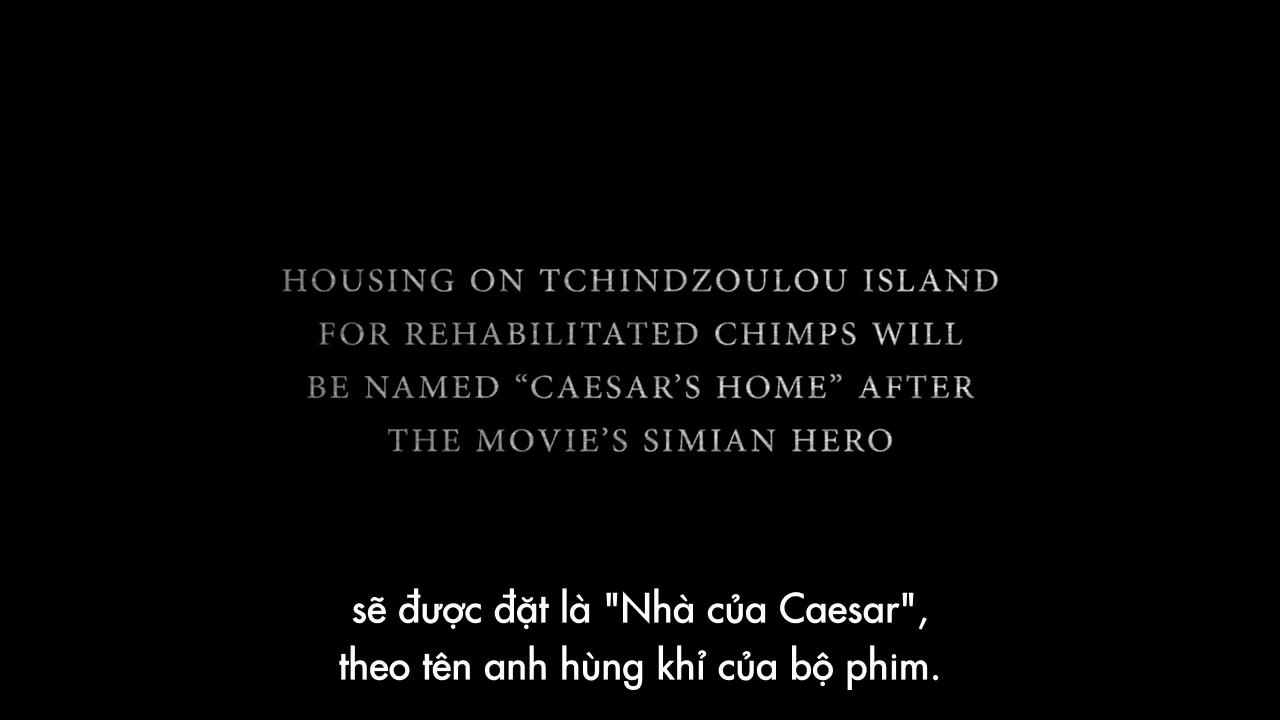 HOUSING ON TCHINDZOULOU ISLAND
FOR REHABILITATED CHIMPS WILL
BE NAMED “CAESAR’S HOME” AFTER
THE MOVIE’S SIMIAN HERO
sẽ được đặt là "Nhà của Caesar",
theo tên anh hùng khỉ của bộ phim.